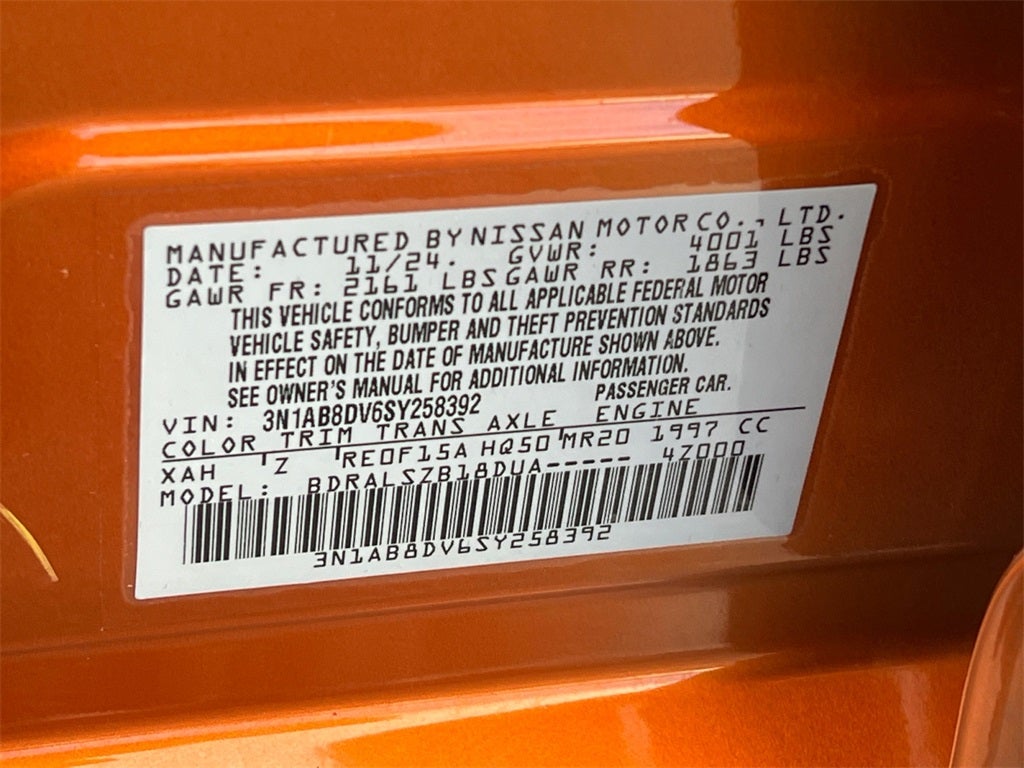 MANUFACTURED BY NISSAN MOTOR CO., LTD.
DATE: 11/24. GVWR: 4001 LBS
GAWR FR: 2161 LBS GAWR RR: 1863 LBS
THIS VEHICLE CONFORMS TO ALL APPLICABLE FEDERAL MOTOR
VEHICLE SAFETY, BUMPER AND THEFT PREVENTION STANDARDS
IN EFFECT ON THE DATE OF MANUFACTURE SHOWN ABOVE.
SEE OWNER'S MANUAL FOR ADDITIONAL INFORMATION.
VIN: 3N1AB8DV6SY258392 PASSENGER CAR.
COLOR TRIM TRANS AXLE ENGINE
XAH Z RE0F15A HQ50 MR20 1997 CC
MODEL: BDRALSZB18DUA----- 47000
3N1AB8DV6SY258392